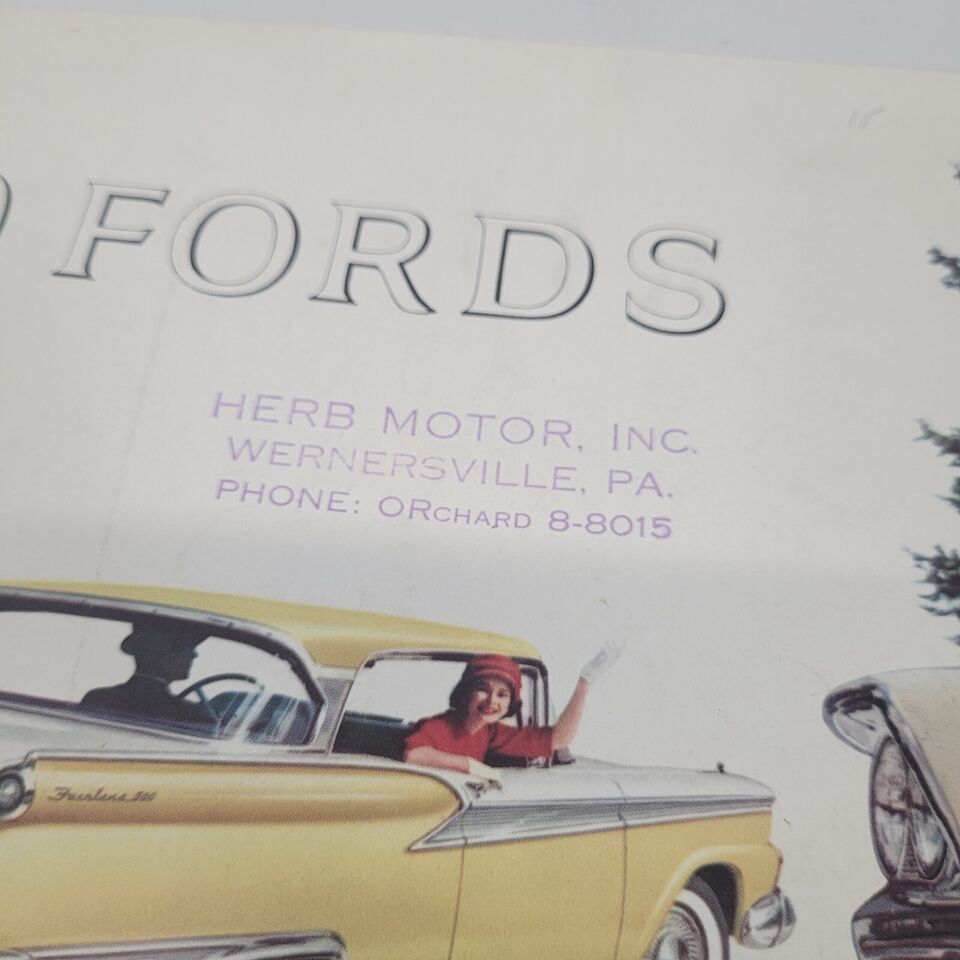 FORDS
HERB MOTOR, INC.
WERNERSVILLE, PA.
PHONE: ORCHARD 8-8015
Fairlane 500